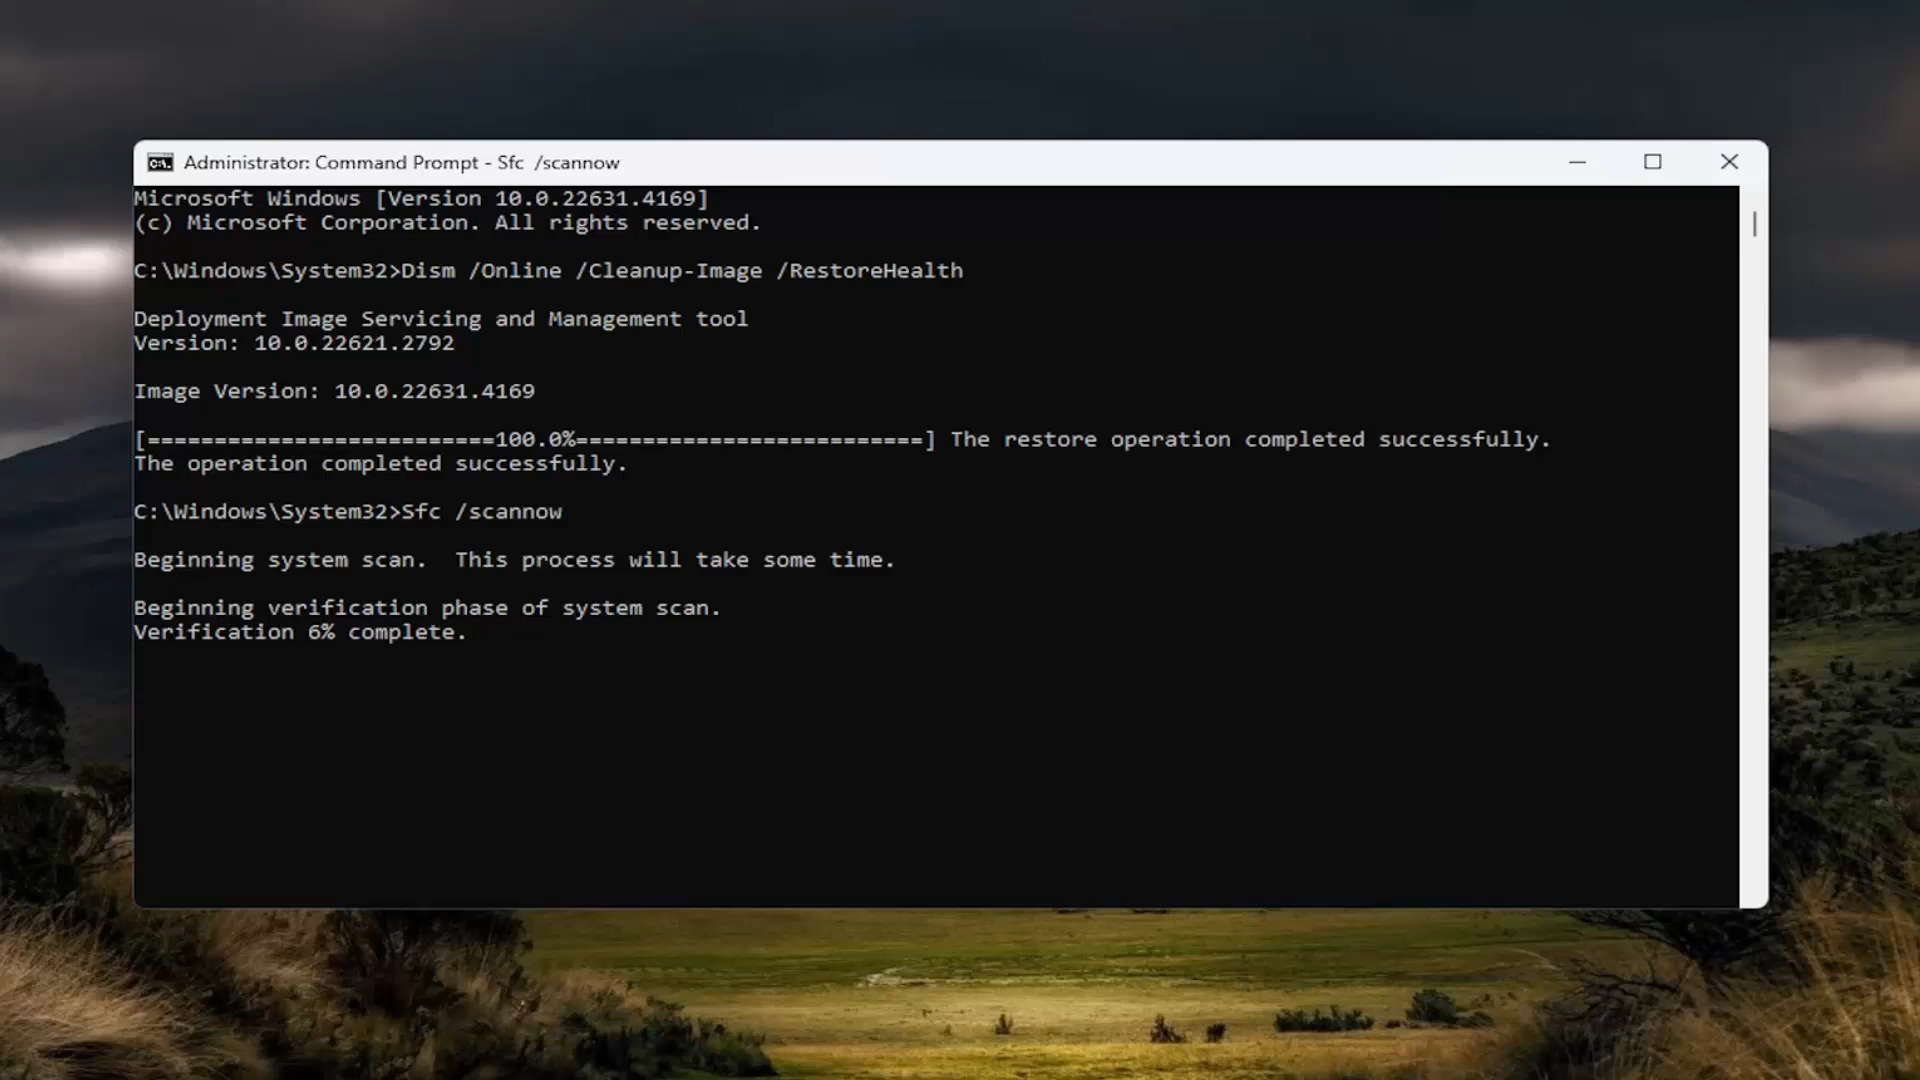 Administrator: Command Prompt - Sfc  /scannow
Microsoft Windows [Version 10.0.22631.4169]
(c) Microsoft Corporation. All rights reserved.
C:\Windows\System32>Dism /Online /Cleanup-Image /RestoreHealth
Deployment Image Servicing and Management tool
Version: 10.0.22621.2792
Image Version: 10.0.22631.4169
[==========================100.0%==========================] The restore operation completed successfully.
The operation completed successfully.
C:\Windows\System32>Sfc /scannow
Beginning system scan.  This process will take some time.
Beginning verification phase of system scan.
Verification 6% complete.